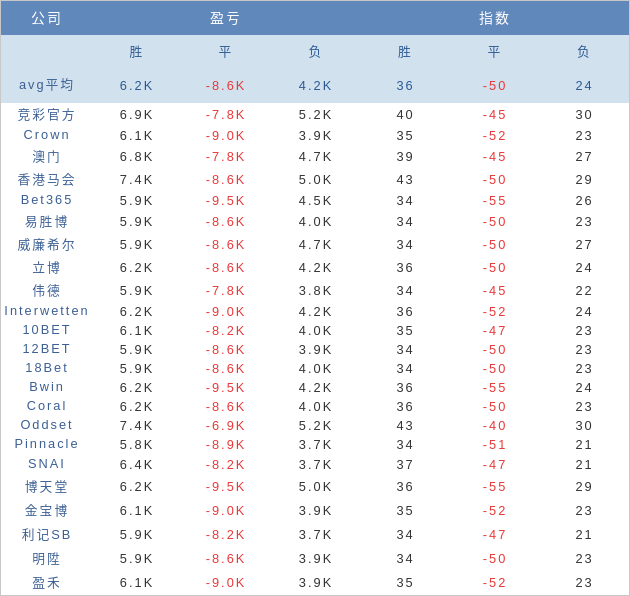 公司 盈亏 指数
胜 平 负 胜 平 负
avg平均 6.2K -8.6K 4.2K 36 -50 24
竞彩官方 6.9K -7.8K 5.2K 40 -45 30
Crown 6.1K -9.0K 3.9K 35 -52 23
澳门 6.8K -7.8K 4.7K 39 -45 27
香港马会 7.4K -8.6K 5.0K 43 -50 29
Bet365 5.9K -9.5K 4.5K 34 -55 26
易胜博 5.9K -8.6K 4.0K 34 -50 23
威廉希尔 5.9K -8.6K 4.7K 34 -50 27
立博 6.2K -8.6K 4.2K 36 -50 24
伟德 5.9K -7.8K 3.8K 34 -45 22
Interwetten 6.2K -9.0K 4.2K 36 -52 24
10BET 6.1K -8.2K 4.0K 35 -47 23
12BET 5.9K -8.6K 3.9K 34 -50 23
18Bet 5.9K -8.6K 4.0K 34 -50 23
Bwin 6.2K -9.5K 4.2K 36 -55 24
Coral 6.2K -8.6K 4.0K 36 -50 23
Oddset 7.4K -6.9K 5.2K 43 -40 30
Pinnacle 5.8K -8.9K 3.7K 34 -51 21
SNAI 6.4K -8.2K 3.7K 37 -47 21
博天堂 6.2K -9.5K 5.0K 36 -55 29
金宝博 6.1K -9.0K 3.9K 35 -52 23
利记SB 5.9K -8.2K 3.7K 34 -47 21
明陞 5.9K -8.6K 3.9K 34 -50 23
盈禾 6.1K -9.0K 3.9K 35 -52 23